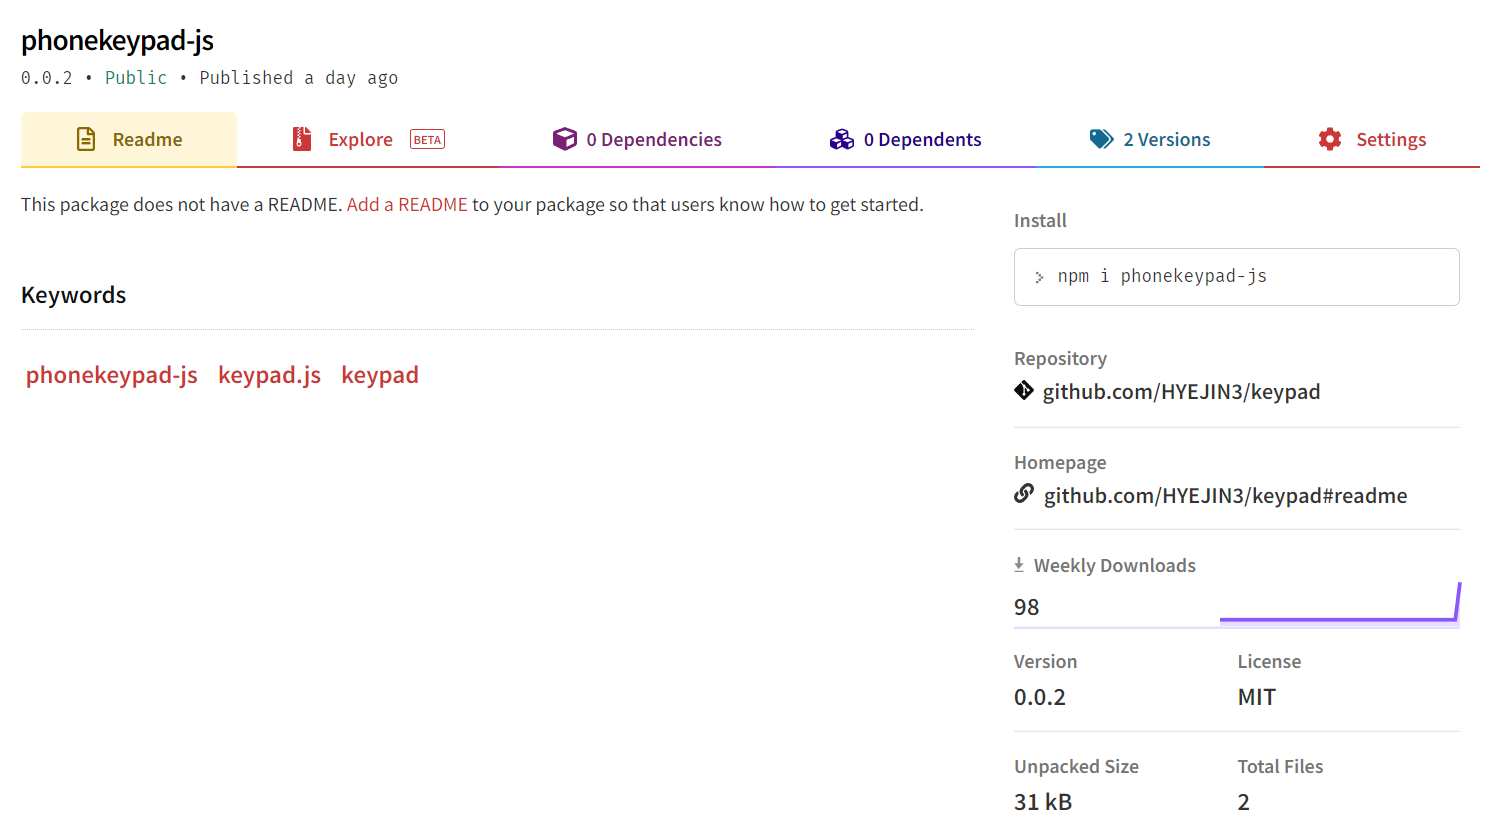 phonekeypad-js
0.0.2 • Public • Published a day ago
Readme
Explore BETA
0 Dependencies
0 Dependents
2 Versions
Settings
This package does not have a README. Add a README to your package so that users know how to get started.
Keywords
phonekeypad-js keypad.js keypad
Install
> npm i phonekeypad-js
Repository
github.com/HYEJIN3/keypad
Homepage
github.com/HYEJIN3/keypad#readme
Weekly Downloads
98
Version
0.0.2
License
MIT
Unpacked Size
31 kB
Total Files
2